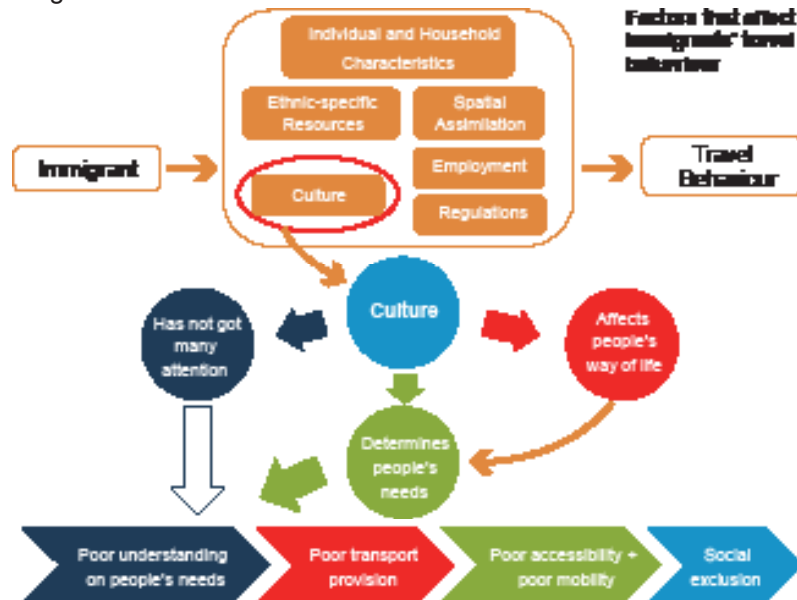 Factors that affect
immigrants' travel
behaviour
Individual and Household
Characteristics
Ethnic-specific
Resources
Spatial
Assimilation
Immigrant
Employment
Travel
Behaviour
Culture
Regulations
Culture
Has not got
many
attention
Affects
people's
way of life
Determines
people's
needs
Poor understanding
on people's needs
Poor transport
provision
Poor accessibility +
poor mobility
Social
exclusion